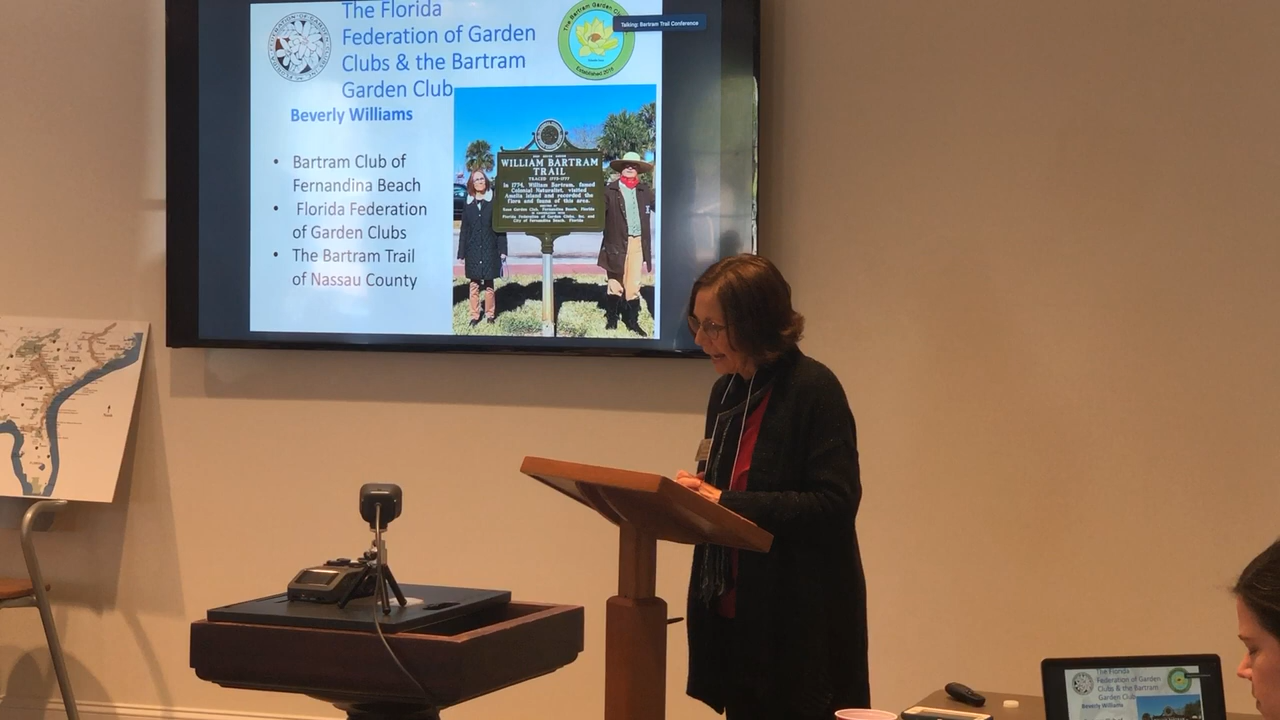 The Florida
Federation of Garden
Clubs & the Bartram
Garden Club
Beverly Williams
• Bartram Club of
Fernandina Beach
• Florida Federation
of Garden Clubs
• The Bartram Trail
of Nassau County
The Bartram Garden Club
Established
Talking: Bartram Trail Conference
WILLIAM BARTRAM
TRAIL
TRACED 1773-1777
In 1774, William Bartram, famed
Colonial Naturalist, visited
Amelia Island and recorded the
flora and fauna of this area.
Florida Federation of Garden Clubs, Inc. and
City of Fernandina Beach, Florida
The Florida
Federation of Garden
Clubs & the Bartram
Garden Club
Beverly Williams